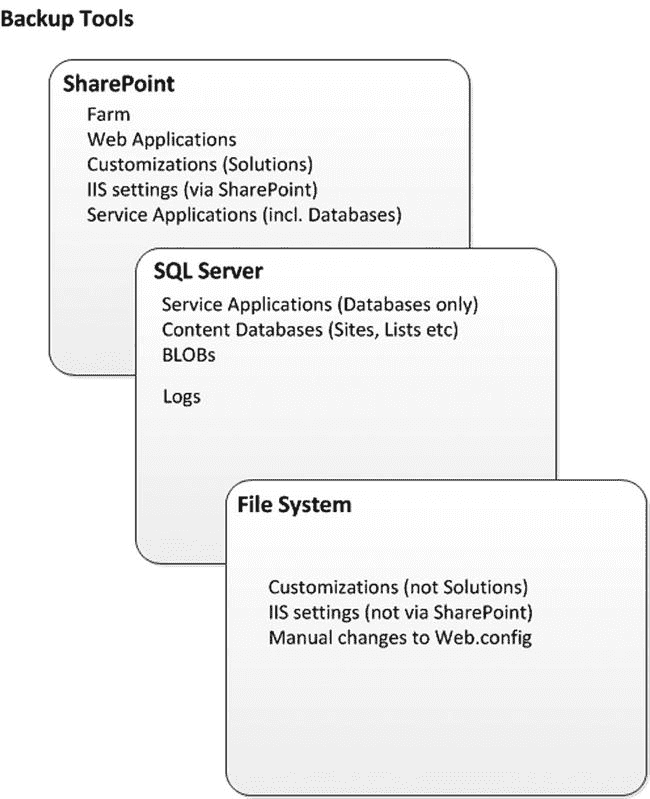 Backup Tools
SharePoint
Farm
Web Applications
Customizations (Solutions)
IIS settings (via SharePoint)
Service Applications (incl. Databases)
SQL Server
Service Applications (Databases only)
Content Databases (Sites, Lists etc)
BLOBs
Logs
File System
Customizations (not Solutions)
IIS settings (not via SharePoint)
Manual changes to Web.config